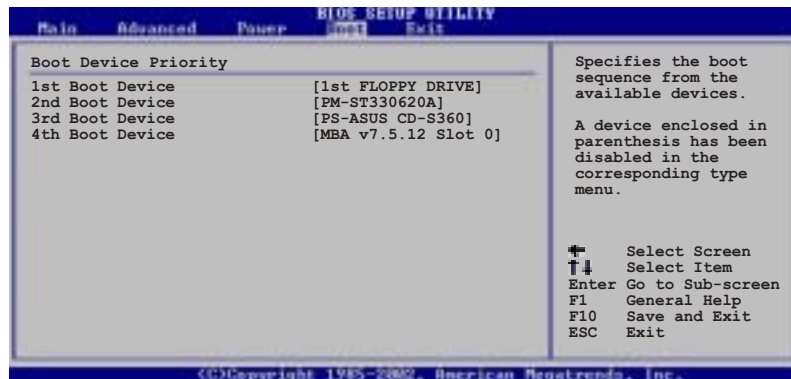 BIOS SETUP UTILITY
Main Advanced Power Boot Exit
Boot Device Priority
1st Boot Device [1st FLOPPY DRIVE]
2nd Boot Device [PM-ST330620A]
3rd Boot Device [PS-ASUS CD-S360]
4th Boot Device [MBA v7.5.12 Slot 0]
Specifies the boot
sequence from the
available devices.
A device enclosed in
parenthesis has been
disabled in the
corresponding type
menu.
Select Screen
↑↓ Select Item
Enter Go to Sub-screen
F1 General Help
F10 Save and Exit
ESC Exit
(C)Copyright 1985-2002, American Megatrends, Inc.